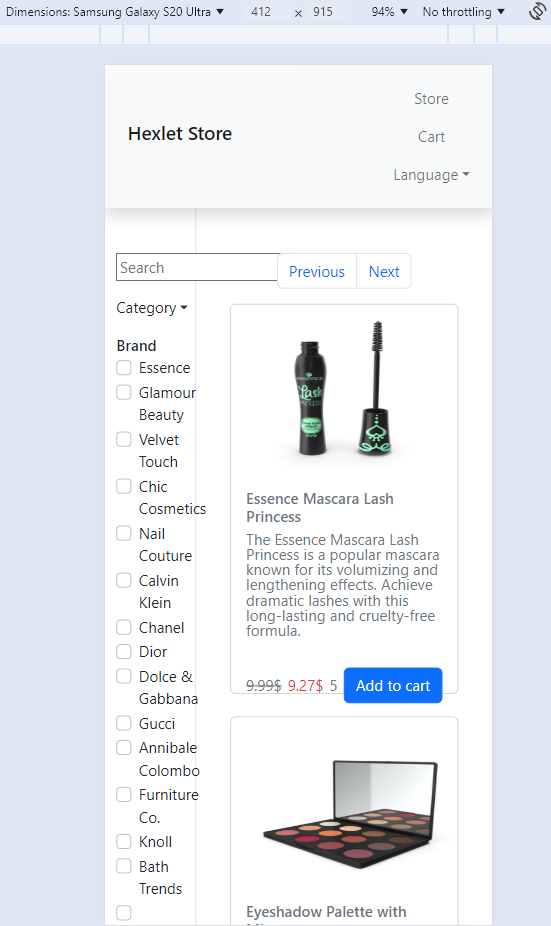 Dimensions: Samsung Galaxy S20 Ultra ▼ 412 × 915 94% ▼ No throttling ▼
Store
Hexlet Store
Cart
Language
Search
Previous Next
Category
Brand
Essence
Glamour
Beauty
Velvet
Touch
Chic
Cosmetics
Nail
Couture
Calvin
Klein
Chanel
Dior
Dolce &
Gabbana
Gucci
Annibale
Colombo
Furniture
Co.
Knoll
Bath
Trends
essence
Lash
PRINCESS
Essence Mascara Lash
Princess
The Essence Mascara Lash
Princess is a popular mascara
known for its volumizing and
lengthening effects. Achieve
dramatic lashes with this
long-lasting and cruelty-free
formula.
9.99$ 9.27$ 5 Add to cart
Eyeshadow Palette with